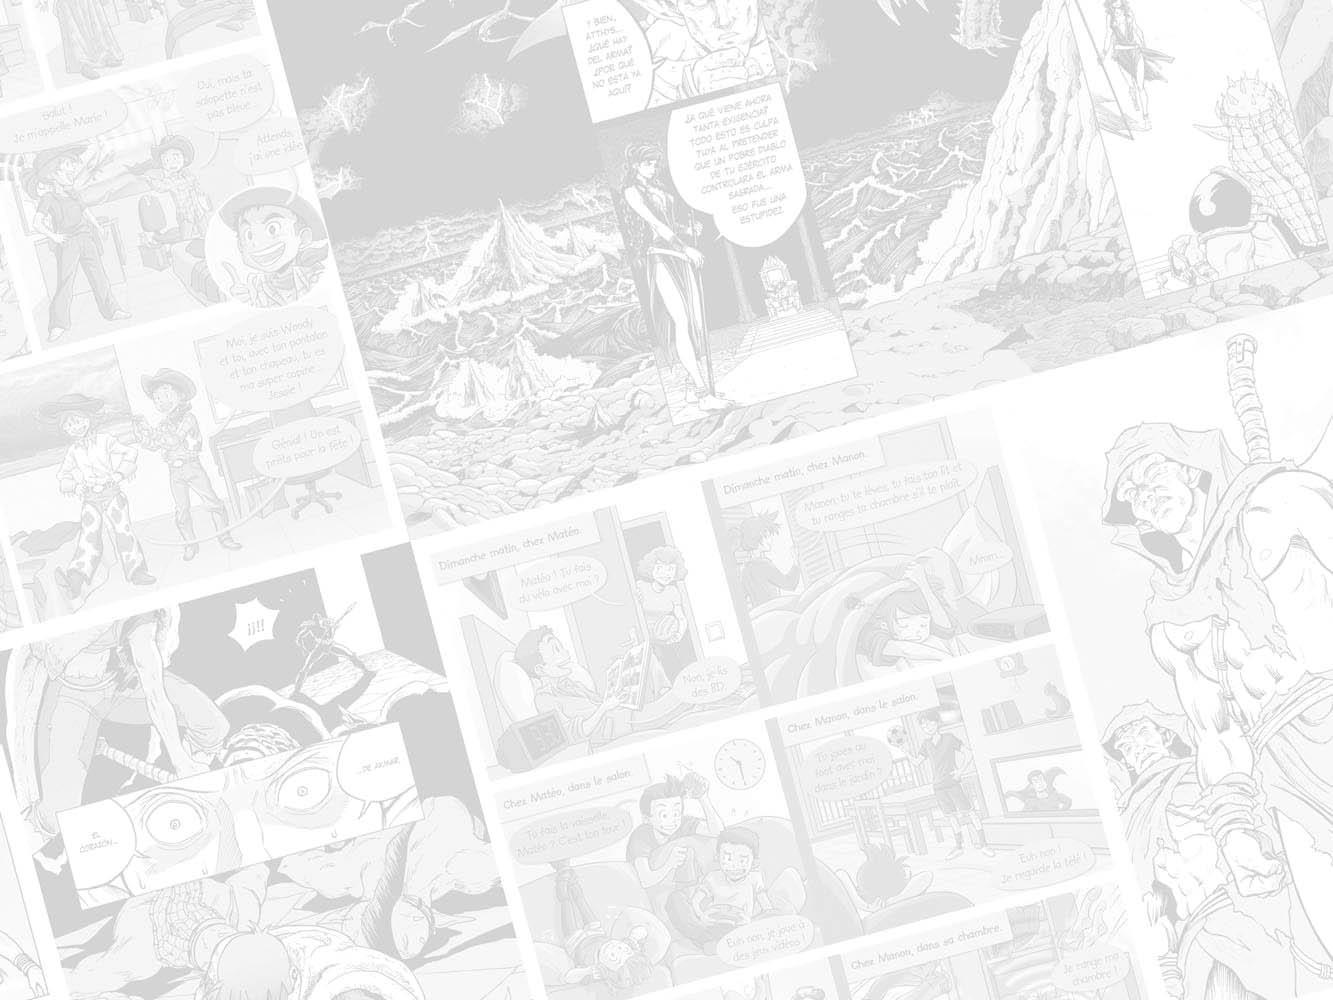 Salut !
Je m'appelle Marie !
Oui, mais ta
salopette n'est
pas bleue...
Attends,
j'ai une idée
Moi, je suis Woody
et toi, avec ton pantalon
et ton chapeau, tu es
ma super copine...
Jessie !
Génial ! On est
prêts pour la fête !
Y BIEN,
ATTHYS...
¿QUÉ HAY
DEL ARMA?
¿POR QUÉ
NO ESTÁ YA
AQUÍ?
¿A QUÉ VIENE AHORA
TANTA EXIGENCIA?
TODO ESTO ES CULPA
TUYA AL PRETENDER
QUE UN POBRE DIABLO
DE TU EJÉRCITO
CONTROLARA EL ARMA
SAGRADA...
ESO FUE UNA
ESTUPIDEZ
¡¡!!
EL
CORAZÓN...
...DE AKMAR
Dimanche matin, chez Matéo.
Matéo ! Tu fais
du vélo avec moi ?
Non, je lis
des BD.
Dimanche matin, chez Manon.
Manon, tu te lèves, tu fais ton lit et
tu ranges ta chambre s'il te plaît.
Mmm...
Chez Matéo, dans le salon.
Tu fais la vaisselle,
Matéo ? C'est ton tour !
Euh non, je joue à
des jeux vidéos
Chez Manon, dans le salon.
Tu joues au
foot avec moi
dans le jardin ?
Euh non !
Je regarde la télé !
Chez Manon, dans sa chambre.
Je range ma
chambre !